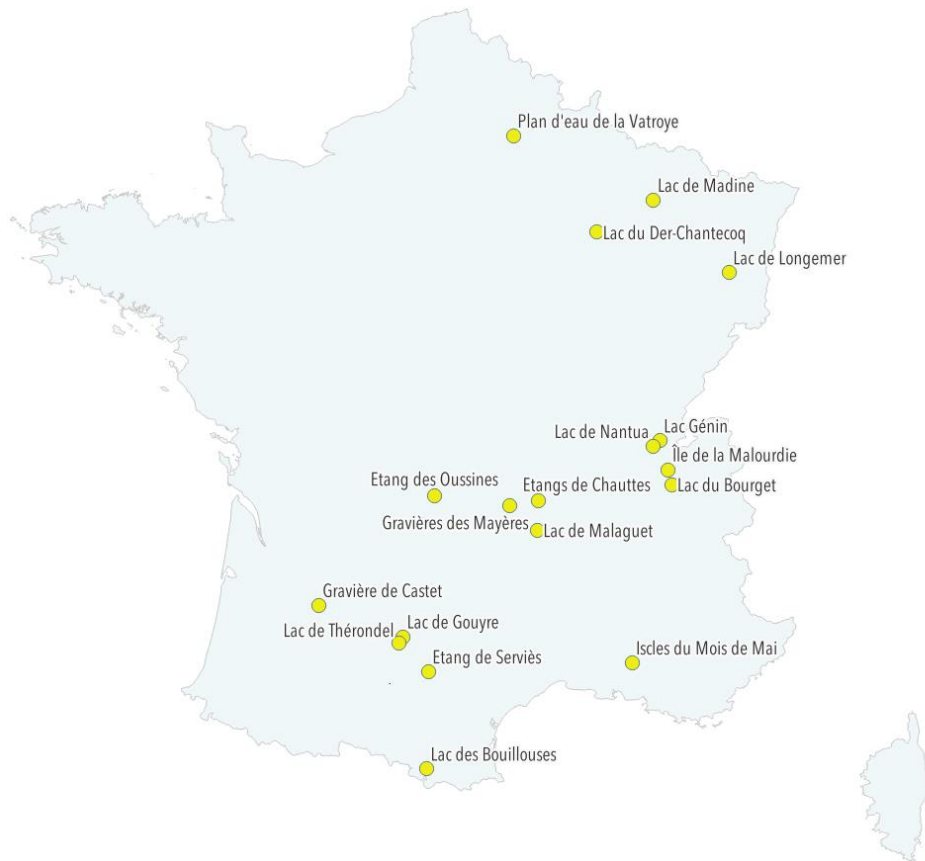 Plan d'eau de la Vatroye
Lac de Madine
Lac du Der-Chantecoq
Lac de Longemer
Lac Génin
Lac de Nantua
Île de la Malourdie
Etang des Oussines
Etangs de Chauttes
Lac du Bourget
Gravières des Mayères
Lac de Malaguet
Gravière de Castet
Lac de Gouyre
Lac de Thérondel
Iscles du Mois de Mai
Etang de Serviès
Lac des Bouillouses